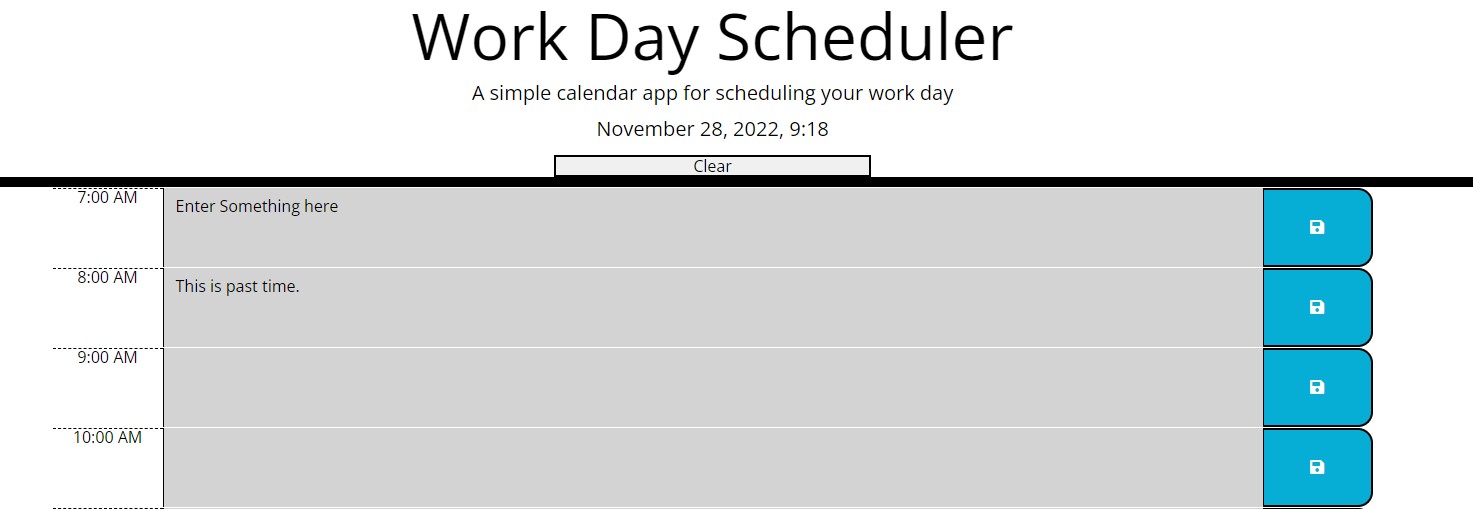 Work Day Scheduler
A simple calendar app for scheduling your work day
November 28, 2022, 9:18
Clear
7:00 AM
Enter Something here
8:00 AM
This is past time.
9:00 AM
10:00 AM